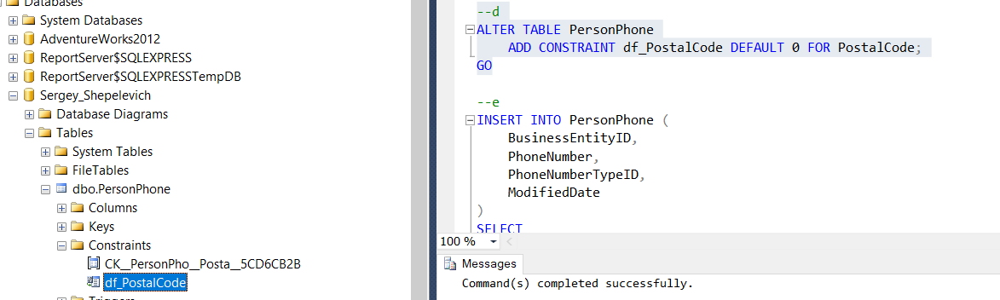 Databases
System Databases
AdventureWorks2012
ReportServer$SQLEXPRESS
ReportServer$SQLEXPRESSTempDB
Sergey_Shepelevich
Database Diagrams
Tables
System Tables
FileTables
dbo.PersonPhone
Columns
Keys
Constraints
CK__PersonPho__Posta__5CD6CB2B
df_PostalCode
Triggers
--d
ALTER TABLE PersonPhone
ADD CONSTRAINT df_PostalCode DEFAULT 0 FOR PostalCode;
GO
--e
INSERT INTO PersonPhone (
BusinessEntityID,
PhoneNumber,
PhoneNumberTypeID,
ModifiedDate
)
SELECT
100 %
Messages
Command(s) completed successfully.